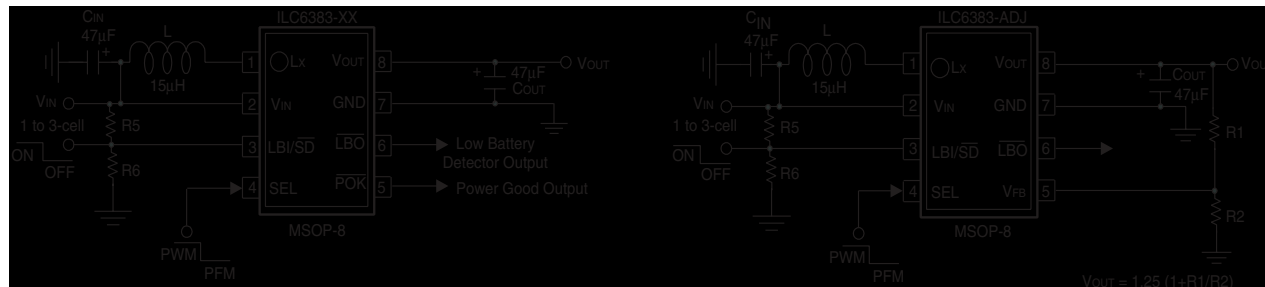 ILC6383-XX
CIN
47µF
+
L
15µH
1
LX
VOUT
8
VOUT
+
47µF
COUT
VIN
2
VIN
GND
7
1 to 3-cell
R5
3
LBI/SD
LBO
6
Low Battery
Detector Output
ON
OFF
R6
4
SEL
POK
5
Power Good Output
MSOP-8
PWM
PFM
ILC6383-ADJ
CIN
47µF
+
L
15µH
1
LX
VOUT
8
+
COUT
47µF
VIN
2
VIN
GND
7
1 to 3-cell
R5
R1
3
LBI/SD
LBO
6
ON
OFF
R6
4
SEL
VFB
5
R2
MSOP-8
PWM
PFM
VOUT = 1.25 (1+R1/R2)